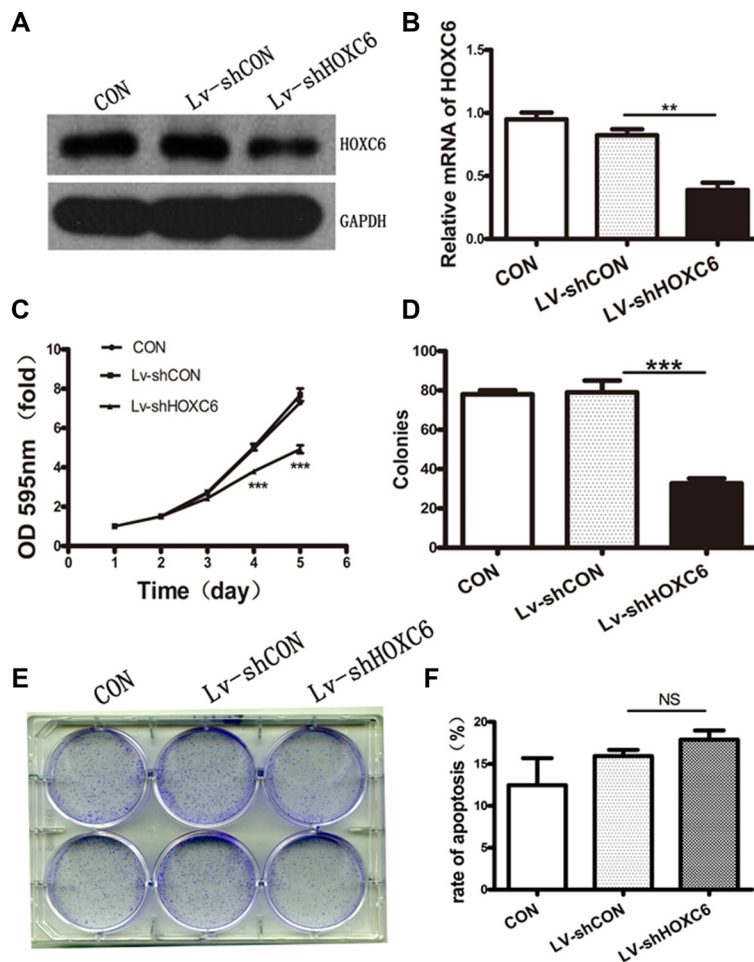 A
CON
Lv-shCON
Lv-shHOXC6
HOXC6
GAPDH
B
Relative mRNA of HOXC6
1.5
1.0
0.5
0.0
**
CON
LV-shCON
LV-shHOXC6
C
OD 595nm （fold）
10
8
6
4
2
0
CON
Lv-shCON
Lv-shHOXC6
***
***
0 1 2 3 4 5 6
Time（day）
D
Colonies
100
80
60
40
20
0
***
CON
Lv-shCON
Lv-shHOXC6
E
CON
Lv-shCON
Lv-shHOXC6
F
rate of apoptosis（%）
20
15
10
5
0
NS
CON
LV-shCON
LV-shHOXC6